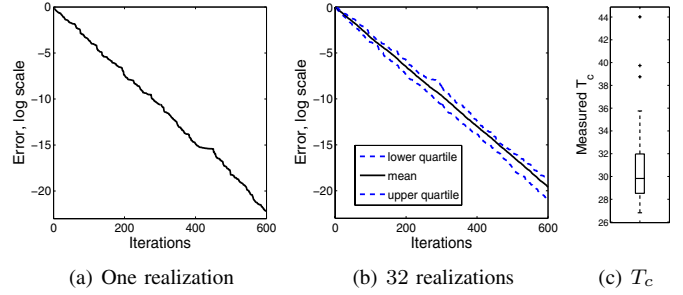 0
−5
−10
−15
−20
Error, log scale
0 200 400 600
Iterations
(a) One realization
0
−5
−10
−15
−20
Error, log scale
lower quartile
mean
upper quartile
0 200 400 600
Iterations
(b) 32 realizations
44
42
40
38
36
34
32
30
28
26
Measured T_c
(c) T_c